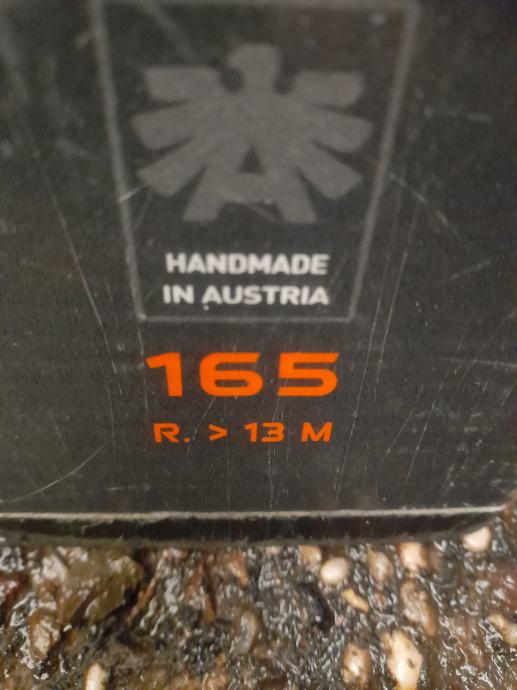 HANDMADE
IN AUSTRIA
165
R. > 13 M